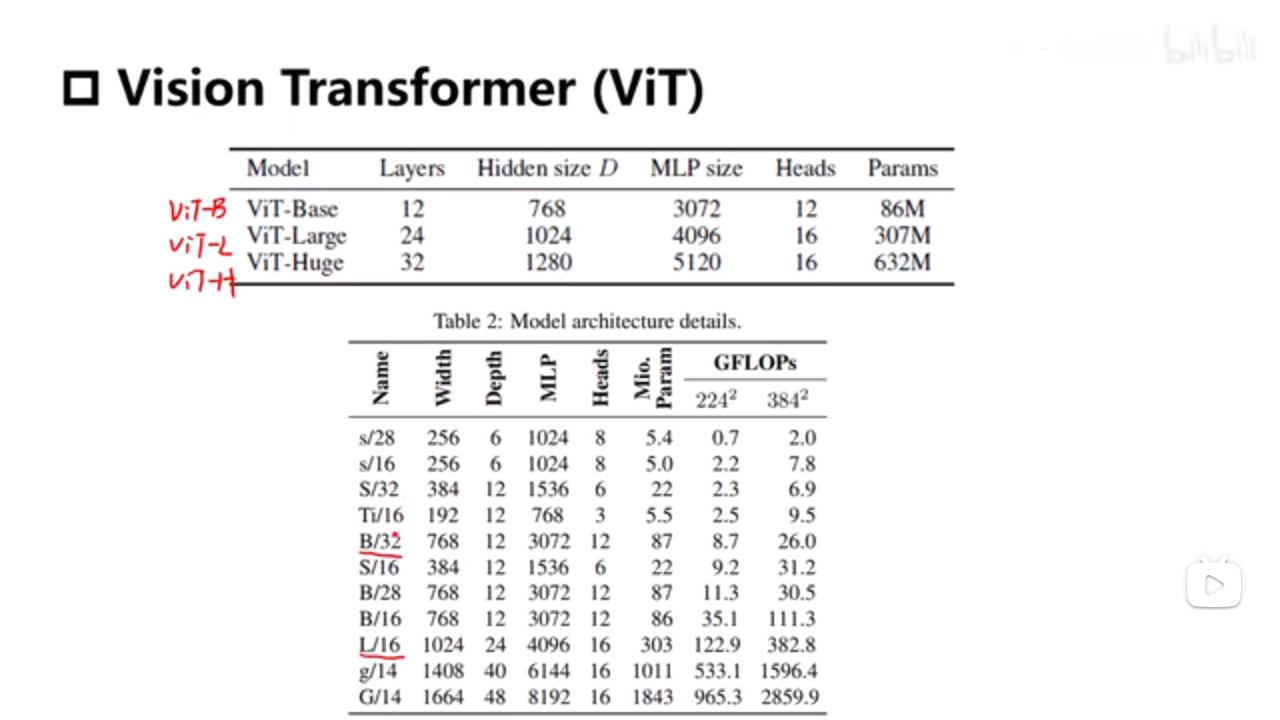 bilibili
Vision Transformer (ViT)
Model Layers Hidden size D MLP size Heads Params
ViT-B ViT-Base 12 768 3072 12 86M
ViT-L ViT-Large 24 1024 4096 16 307M
ViT-H ViT-Huge 32 1280 5120 16 632M
Table 2: Model architecture details.
Name Width Depth MLP Heads Mio. Param GFLOPs
224² 384²
s/28 256 6 1024 8 5.4 0.7 2.0
s/16 256 6 1024 8 5.0 2.2 7.8
S/32 384 12 1536 6 22 2.3 6.9
Ti/16 192 12 768 3 5.5 2.5 9.5
B/32 768 12 3072 12 87 8.7 26.0
S/16 384 12 1536 6 22 9.2 31.2
B/28 768 12 3072 12 87 11.3 30.5
B/16 768 12 3072 12 86 35.1 111.3
L/16 1024 24 4096 16 303 122.9 382.8
g/14 1408 40 6144 16 1011 533.1 1596.4
G/14 1664 48 8192 16 1843 965.3 2859.9